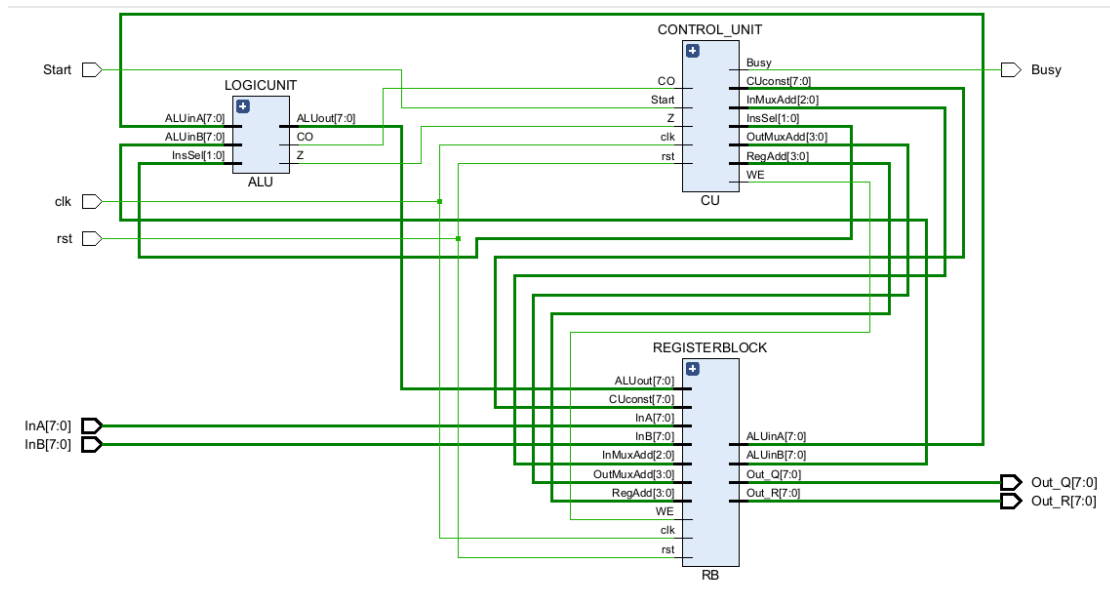 CONTROL_UNIT
Start
Busy
Busy
CO
CUconst[7:0]
LOGICUNIT
Start
InMuxAdd[2:0]
ALUinA[7:0]
ALUout[7:0]
Z
InsSel[1:0]
ALUinB[7:0]
CO
clk
OutMuxAdd[3:0]
InsSel[1:0]
Z
rst
RegAdd[3:0]
ALU
WE
clk
CU
rst
REGISTERBLOCK
ALUout[7:0]
CUconst[7:0]
InA[7:0]
InA[7:0]
InB[7:0]
InB[7:0]
ALUinA[7:0]
InMuxAdd[2:0]
ALUinB[7:0]
OutMuxAdd[3:0]
Out_Q[7:0]
Out_Q[7:0]
RegAdd[3:0]
Out_R[7:0]
Out_R[7:0]
WE
clk
rst
RB